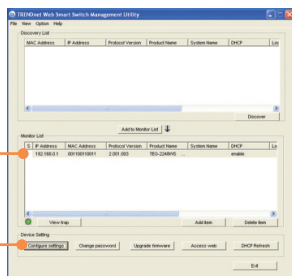 TRENDnet Web Smart Switch Management Utility
File View Option Help
Discovery List
MAC Address IP Address Protocol Version Product Name System Name DHCP Loc
Discover
Add to Monitor List
Monitor List
S IP Address MAC Address Protocol Version Product Name System Name DHCP Lo
192.168.0.1 001100110011 2.001.003 TEG-224WS ... enable
View trap Add item Delete item
Device Setting
Configure settings Change password Upgrade firmware Access web DHCP Refresh
Exit